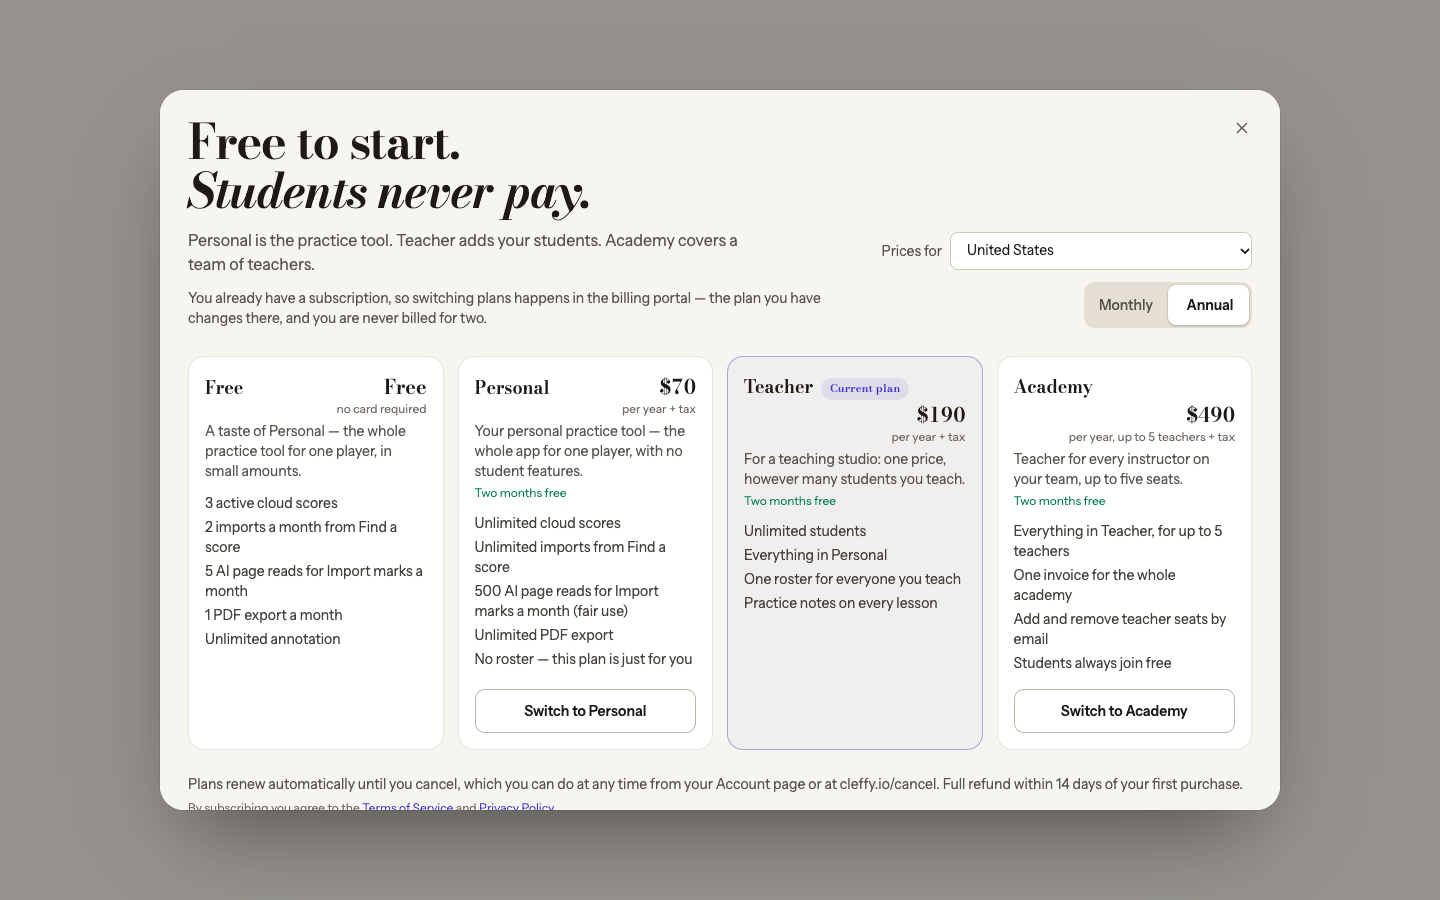 Free to start.
Students never pay.
Personal is the practice tool. Teacher adds your students. Academy covers a
team of teachers.
Prices for
United States
You already have a subscription, so switching plans happens in the billing portal — the plan you have
changes there, and you are never billed for two.
Monthly
Annual
Free
Free
no card required
A taste of Personal — the whole
practice tool for one player, in
small amounts.
3 active cloud scores
2 imports a month from Find a
score
5 AI page reads for Import marks a
month
1 PDF export a month
Unlimited annotation
Personal
$70
per year + tax
Your personal practice tool — the
whole app for one player, with no
student features.
Two months free
Unlimited cloud scores
Unlimited imports from Find a
score
500 AI page reads for Import
marks a month (fair use)
Unlimited PDF export
No roster — this plan is just for you
Switch to Personal
Teacher
Current plan
$190
per year + tax
For a teaching studio: one price,
however many students you teach.
Two months free
Unlimited students
Everything in Personal
One roster for everyone you teach
Practice notes on every lesson
Academy
$490
per year, up to 5 teachers + tax
Teacher for every instructor on
your team, up to five seats.
Two months free
Everything in Teacher, for up to 5
teachers
One invoice for the whole
academy
Add and remove teacher seats by
email
Students always join free
Switch to Academy
Plans renew automatically until you cancel, which you can do at any time from your Account page or at cleffy.io/cancel. Full refund within 14 days of your first purchase.
By subscribing you agree to the Terms of Service and Privacy Policy.